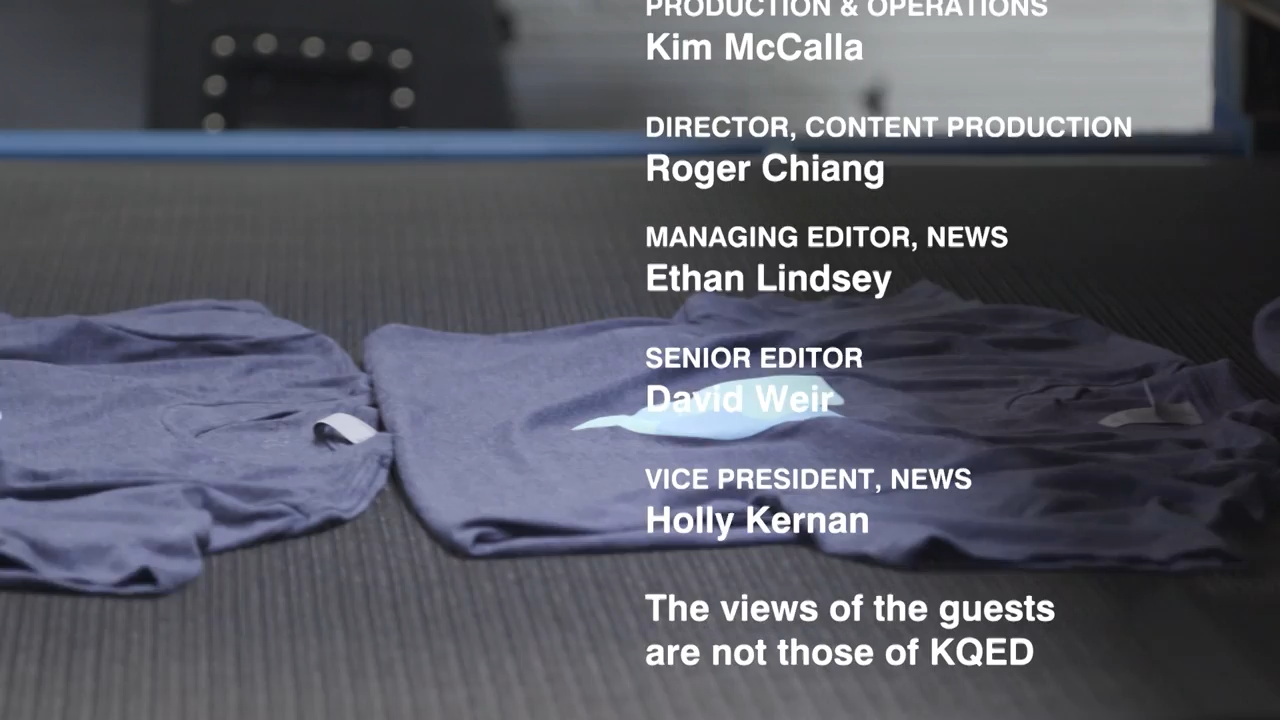 PRODUCTION & OPERATIONS
Kim McCalla
DIRECTOR, CONTENT PRODUCTION
Roger Chiang
MANAGING EDITOR, NEWS
Ethan Lindsey
SENIOR EDITOR
David Weir
VICE PRESIDENT, NEWS
Holly Kernan
The views of the guests
are not those of KQED